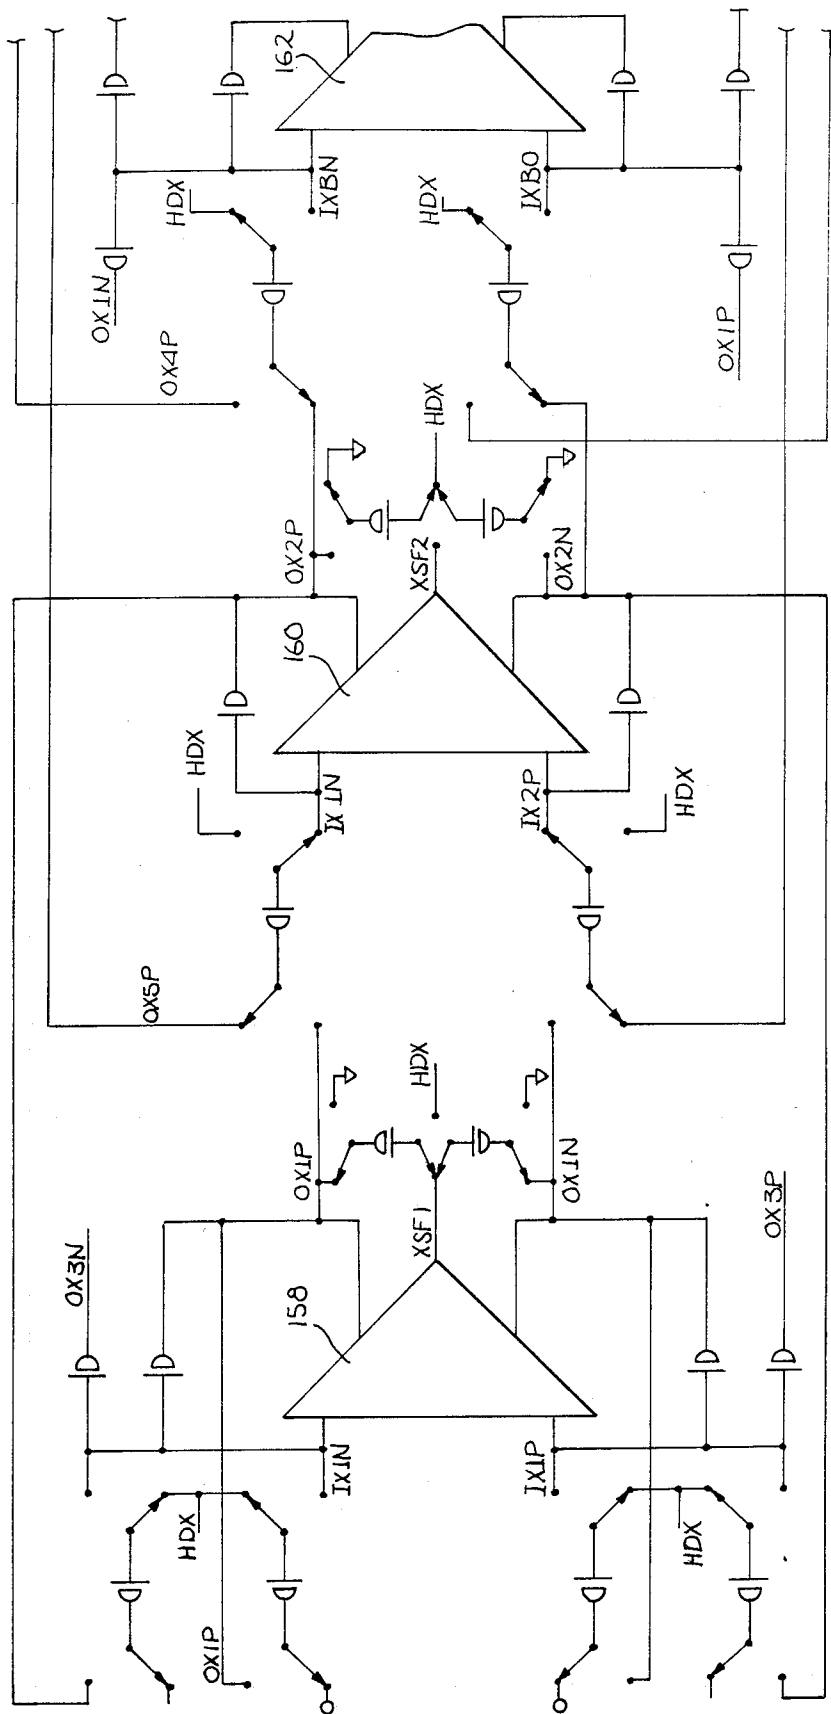 162
HDX
IXBN
OX1N
HDX
IXBO
OX4P
OX1P
HDX
OX2P
XSF2
OX2N
160
HDX
IX1N
IX2P
HDX
OX5P
HDX
OX1P
XSF1
OX1N
OX3N
OX3P
158
IX1N
IX1P
HDX
HDX
OX1P